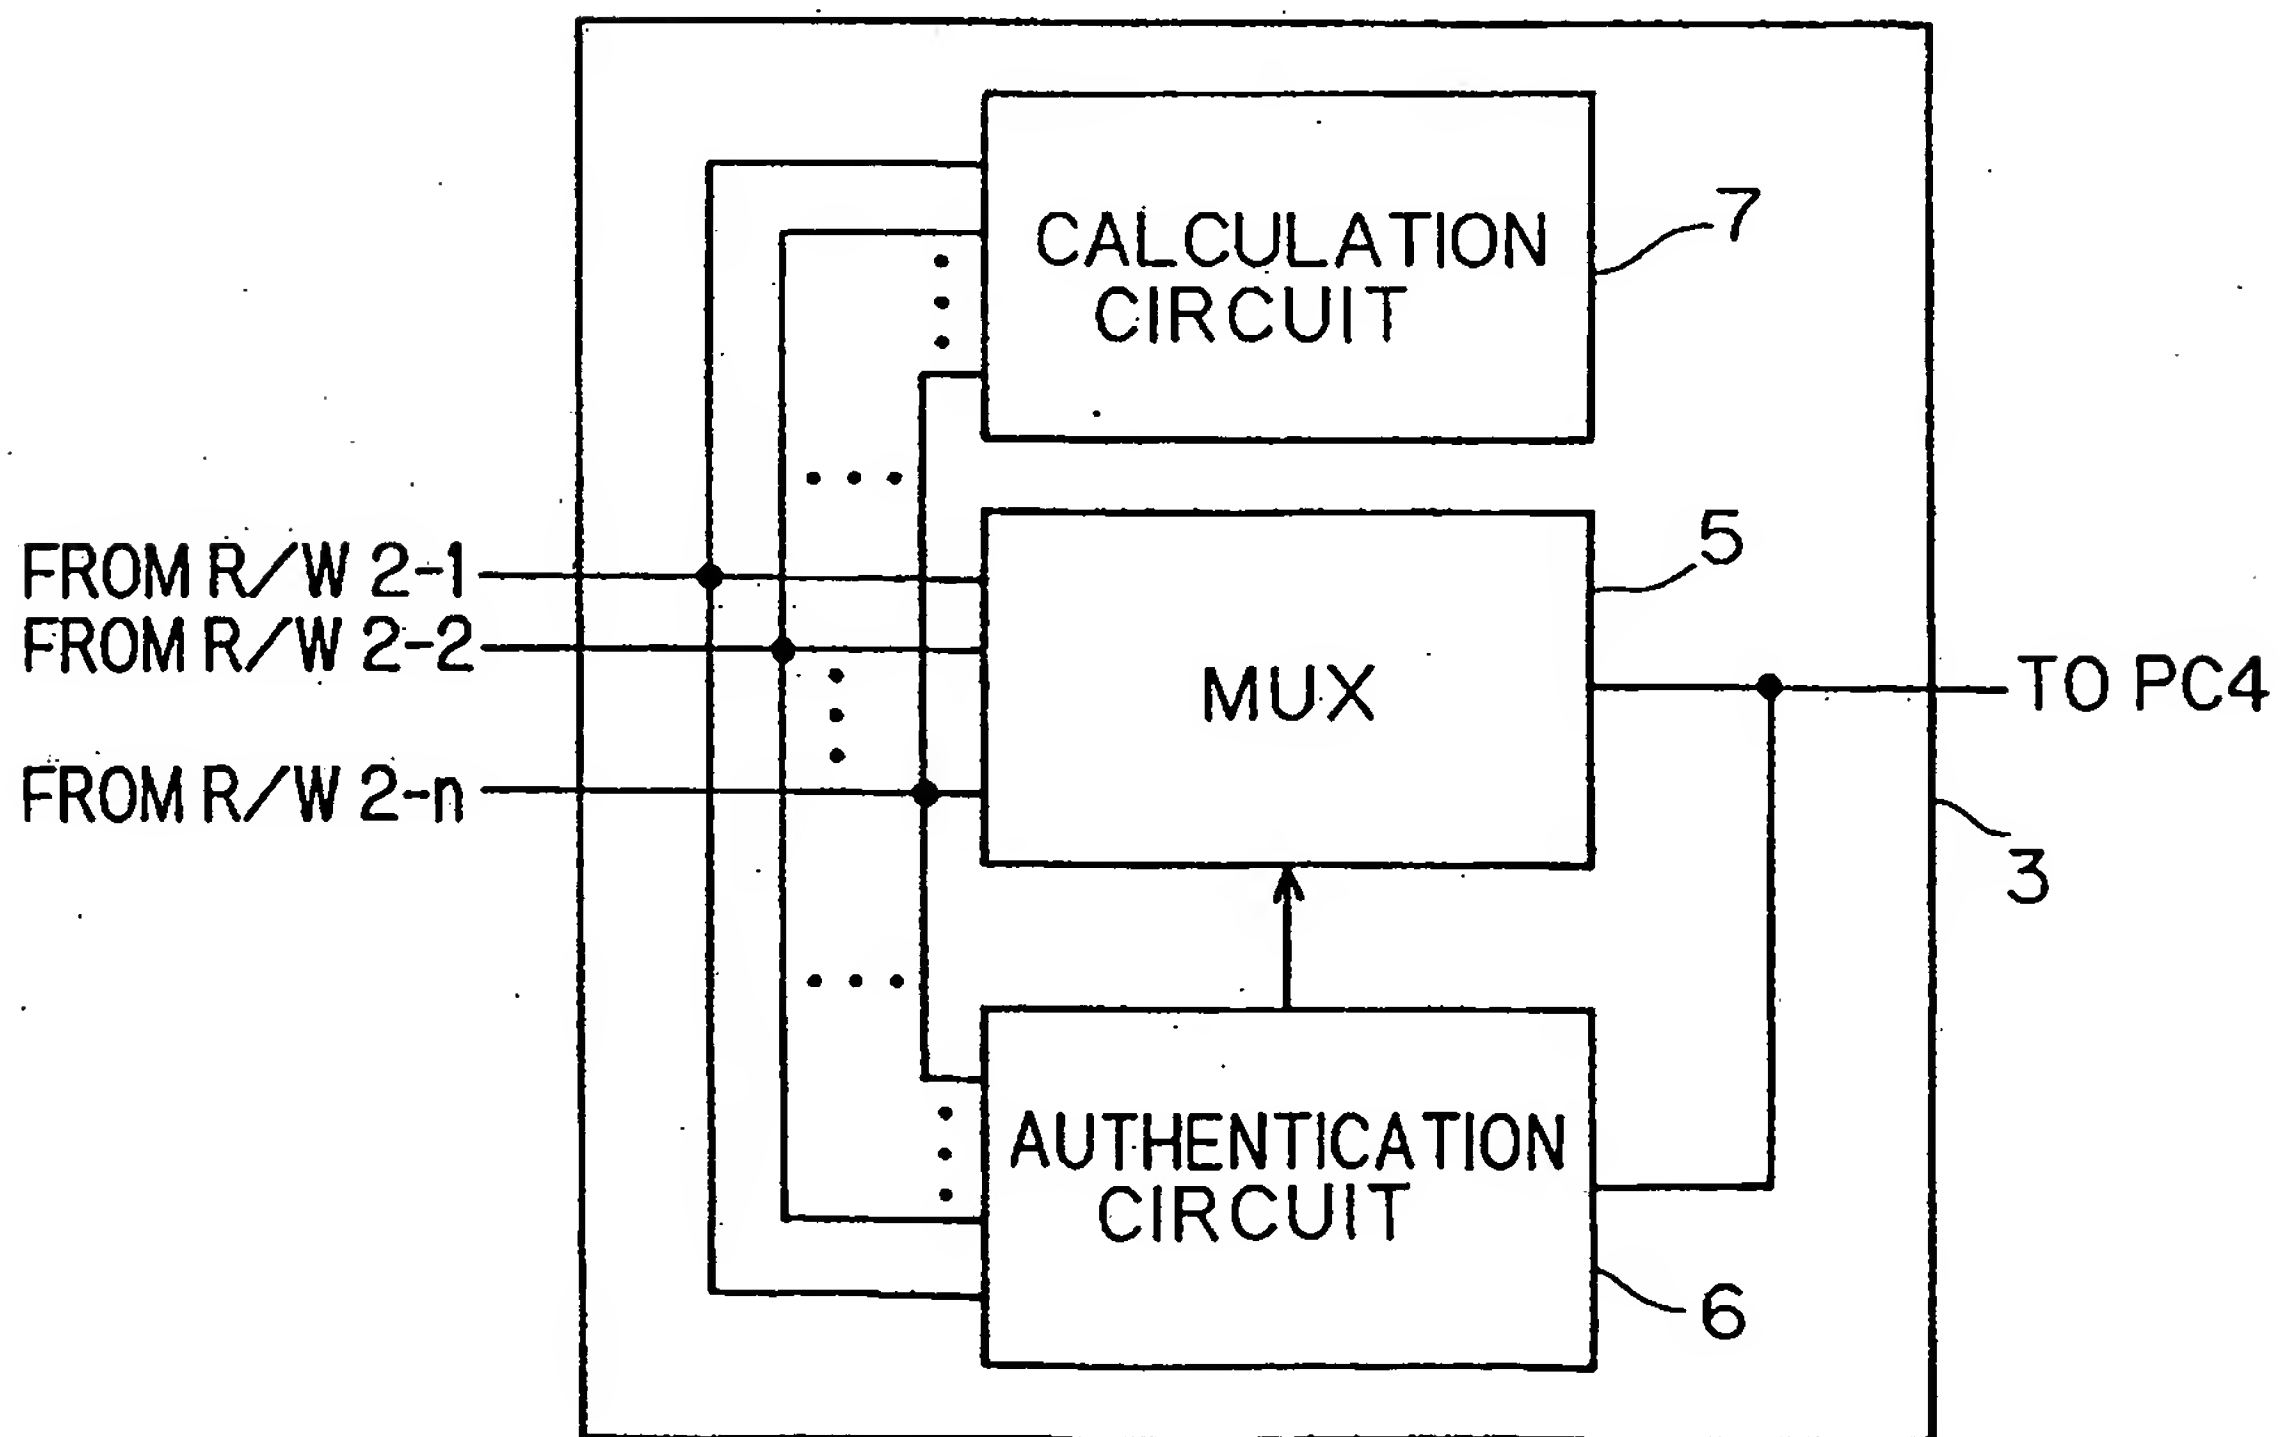 CALCULATION
CIRCUIT
7
5
FROM R/W 2-1
FROM R/W 2-2
FROM R/W 2-n
MUX
TO PC4
3
AUTHENTICATION
CIRCUIT
6